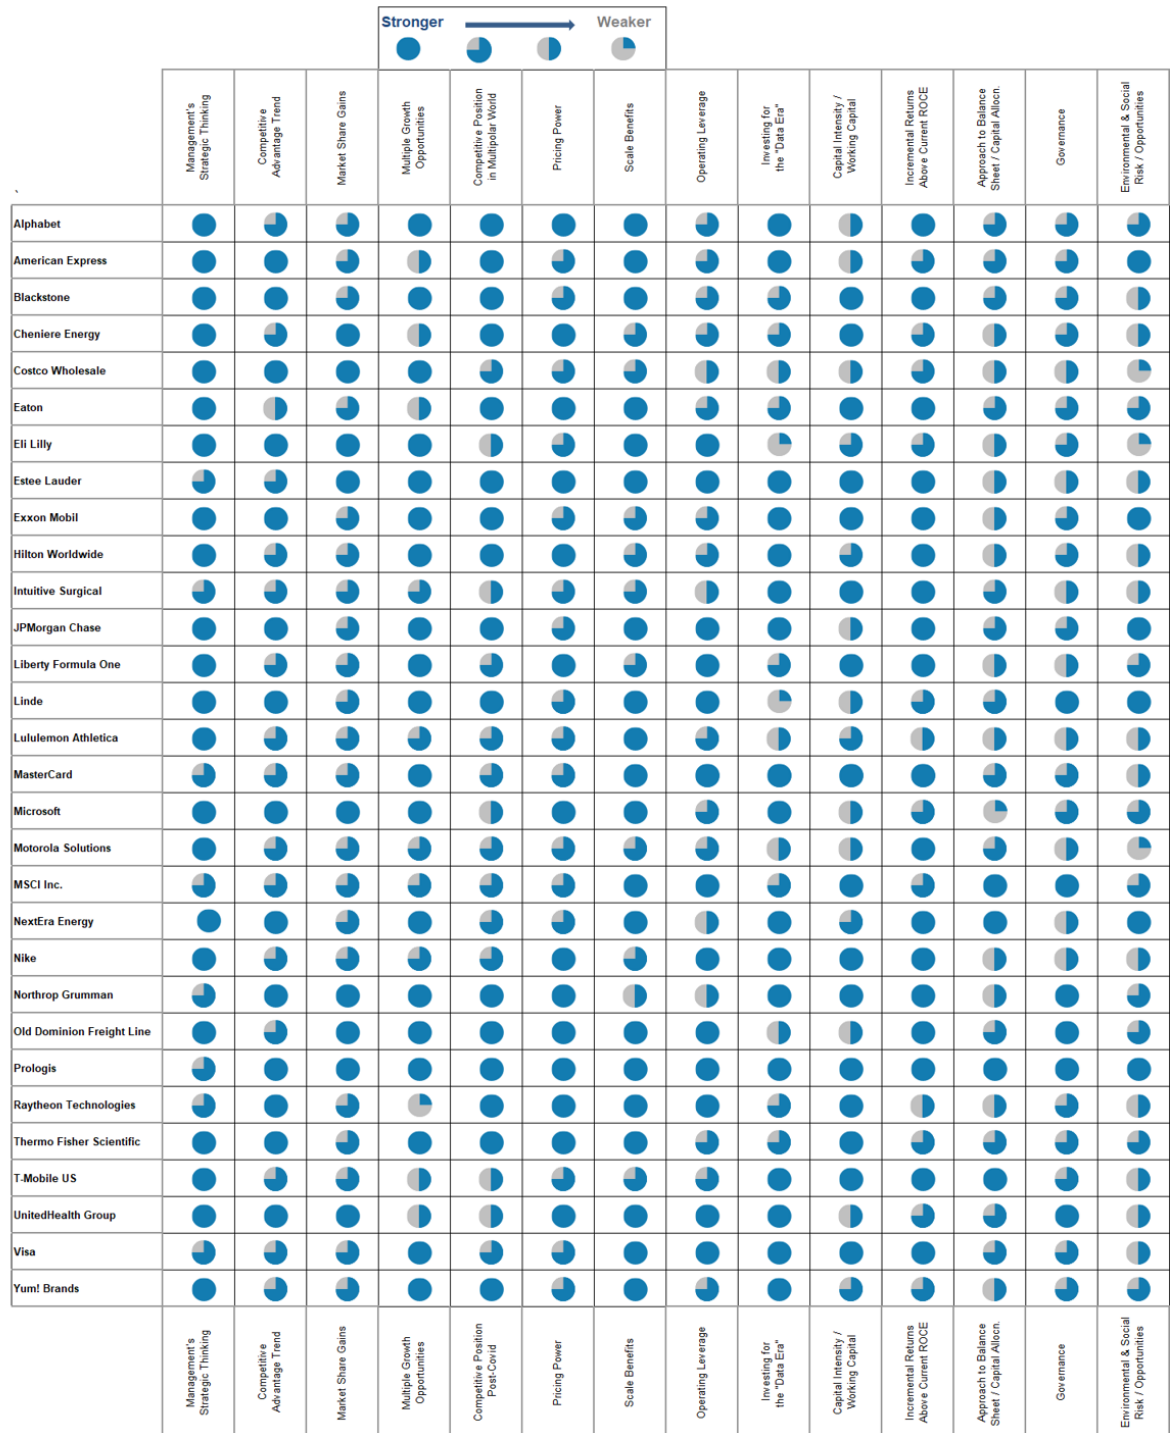 Stronger Weaker
Management's
Strategic Thinking
Competitive
Advantage Trend
Market Share Gains
Multiple Growth
Opportunities
Competitive Position
in Multipolar World
Pricing Power
Scale Benefits
Operating Leverage
Investing for
the "Data Era"
Capital Intensity /
Working Capital
Incremental Returns
Above Current ROCE
Approach to Balance
Sheet / Capital Allocn.
Governance
Environmental & Social
Risk / Opportunities
Alphabet
American Express
Blackstone
Cheniere Energy
Costco Wholesale
Eaton
Eli Lilly
Estee Lauder
Exxon Mobil
Hilton Worldwide
Intuitive Surgical
JPMorgan Chase
Liberty Formula One
Linde
Lululemon Athletica
MasterCard
Microsoft
Motorola Solutions
MSCI Inc.
NextEra Energy
Nike
Northrop Grumman
Old Dominion Freight Line
Prologis
Raytheon Technologies
Thermo Fisher Scientific
T-Mobile US
UnitedHealth Group
Visa
Yum! Brands
Management's
Strategic Thinking
Competitive
Advantage Trend
Market Share Gains
Multiple Growth
Opportunities
Competitive Position
Post-Covid
Pricing Power
Scale Benefits
Operating Leverage
Investing for
the "Data Era"
Capital Intensity /
Working Capital
Incremental Returns
Above Current ROCE
Approach to Balance
Sheet / Capital Allocn.
Governance
Environmental & Social
Risk / Opportunities